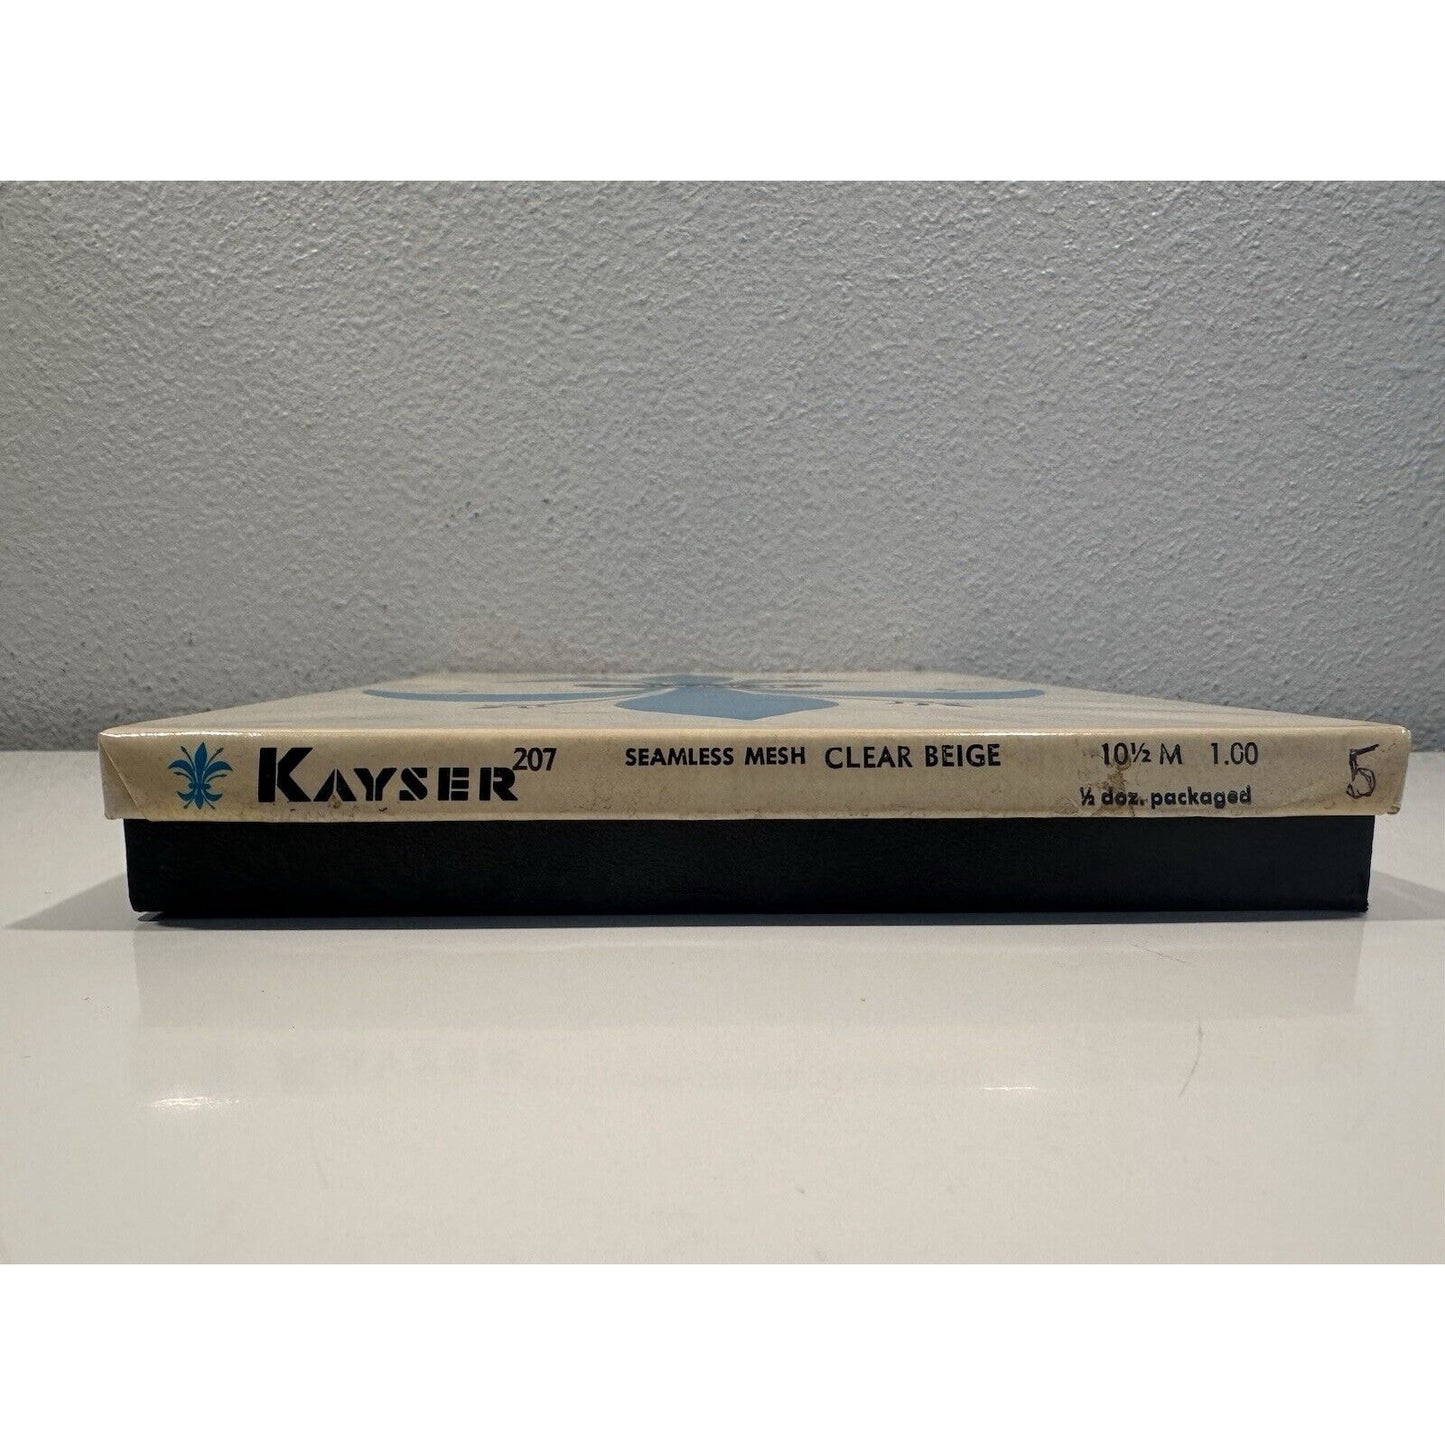 KAYSER 207 SEAMLESS MESH CLEAR BEIGE 10½ M 1.00
½ doz. packaged
5